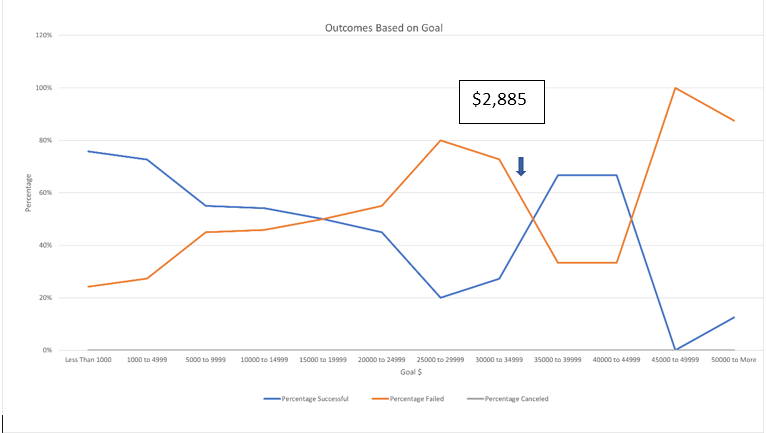 Outcomes Based on Goal
120%
100%
80%
60%
40%
20%
0%
Percentage
$2,885
Less Than 1000 1000 to 4999 5000 to 9999 10000 to 14999 15000 to 19999 20000 to 24999 25000 to 29999 30000 to 34999 35000 to 39999 40000 to 44999 45000 to 49999 50000 to More
Goal $
Percentage Successful Percentage Failed Percentage Canceled